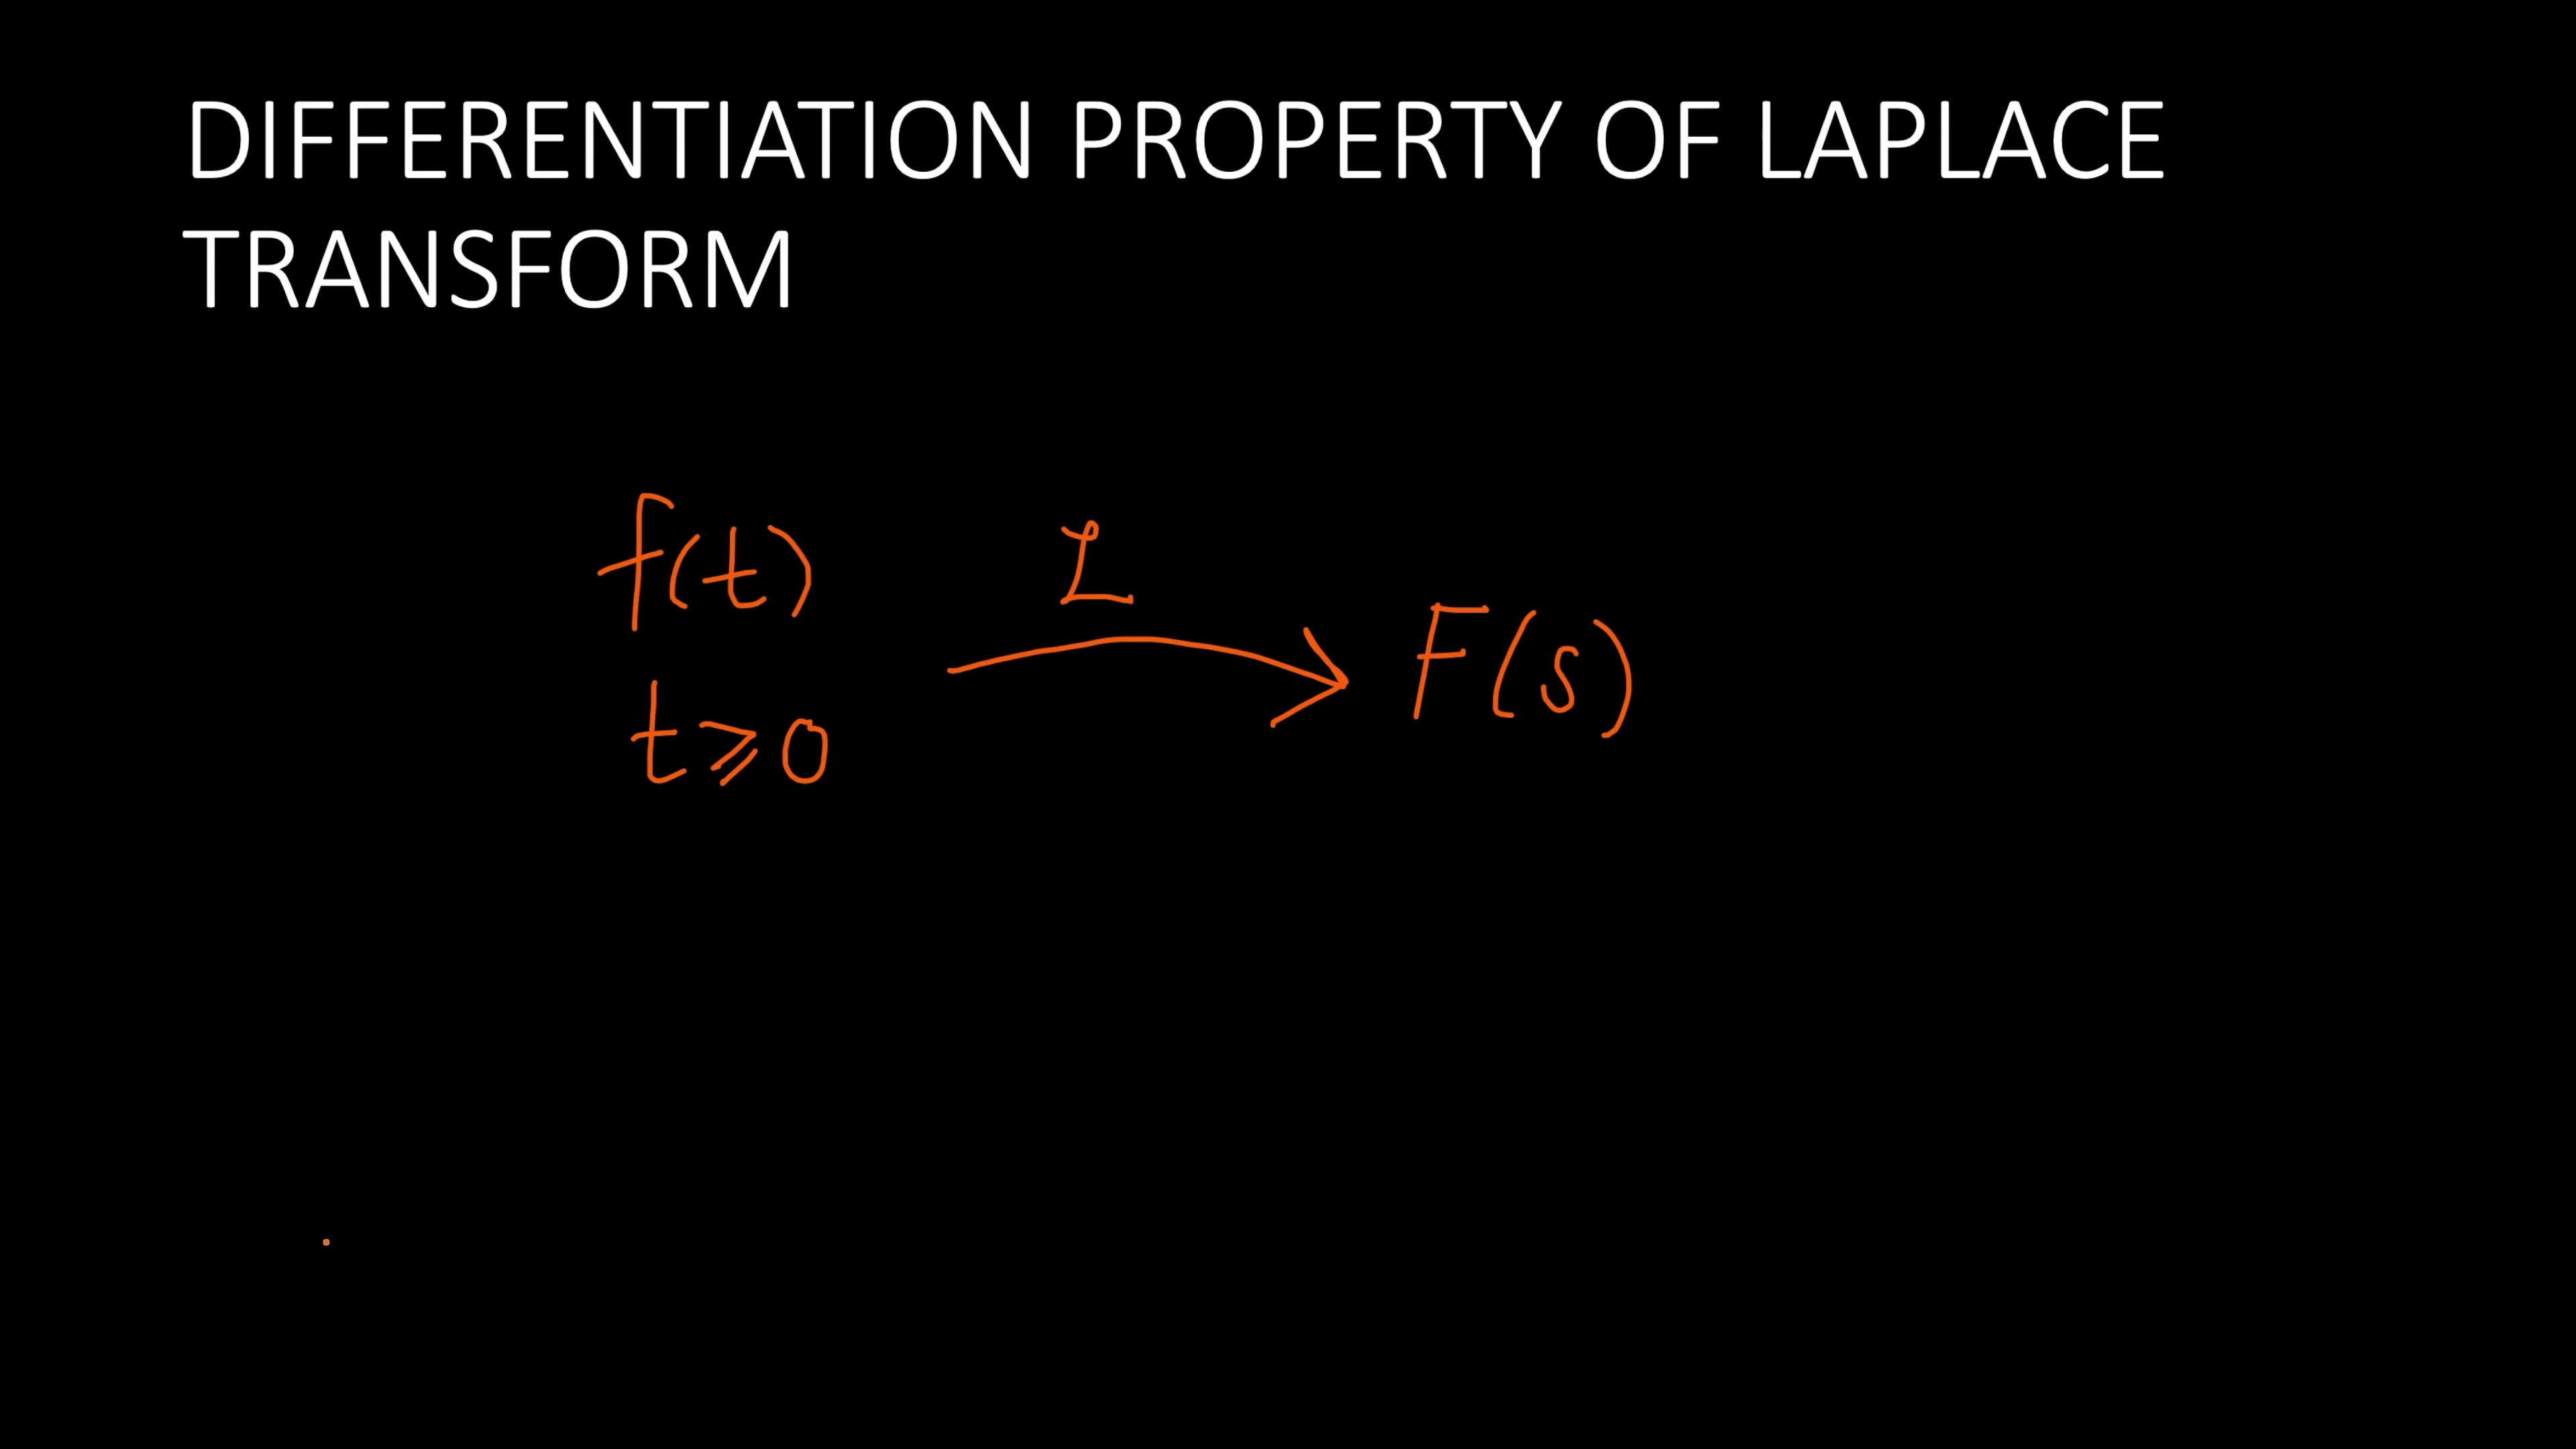 DIFFERENTIATION PROPERTY OF LAPLACE
TRANSFORM
f(t)
L
F(s)
t≥0